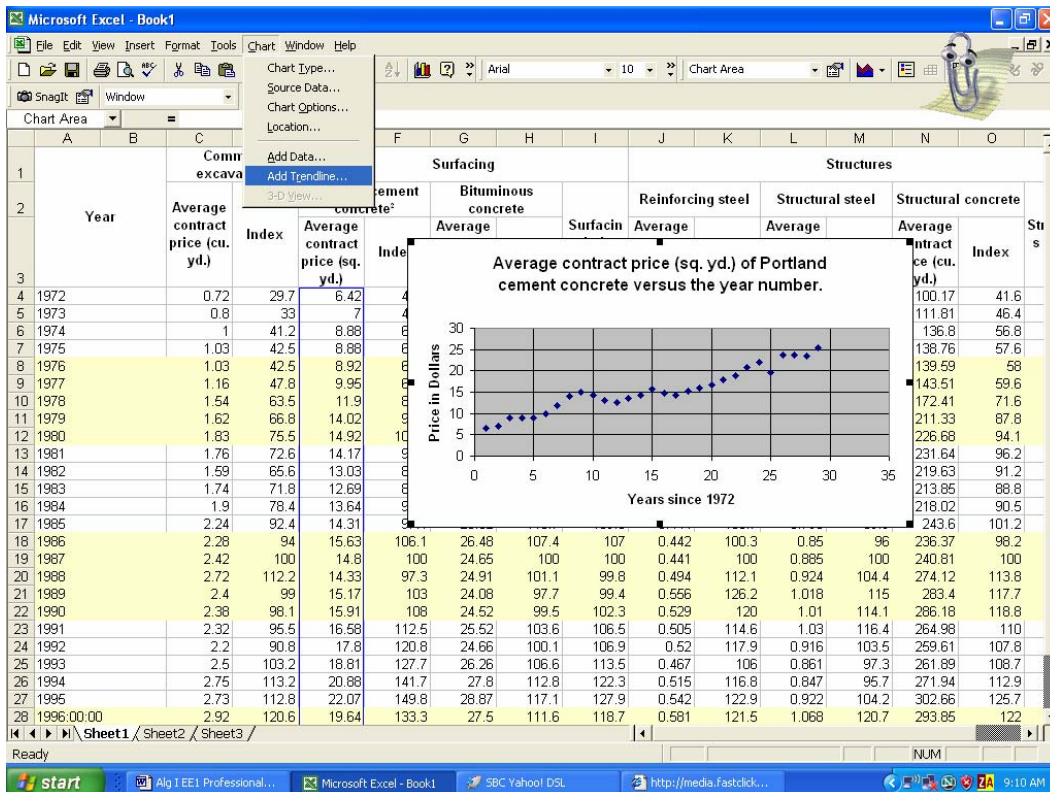 Microsoft Excel - Book1
File Edit View Insert Format Tools Chart Window Help
Chart Type...
Source Data...
Chart Options...
Location...
Add Data...
Add Trendline...
3-D View...
Arial 10 Chart Area
SnagIt Window
Chart Area =
A B C F G H I J K L M N O
1 Surfacing Structures
2 Bituminous concrete Reinforcing steel Structural steel Structural concrete
3 Year Average contract price (cu. yd.) Index Average contract price (sq. yd.)
Average contract price (sq. yd.) of Portland
cement concrete versus the year number.
Price in Dollars
30
25
20
15
10
5
0
0 5 10 15 20 25 30 35
Years since 1972
4 1972 0.72 29.7 6.42 100.17 41.6
5 1973 0.8 33 7 111.81 46.4
6 1974 1 41.2 8.88 136.8 56.8
7 1975 1.03 42.5 8.88 138.76 57.6
8 1976 1.03 42.5 8.92 139.59 58
9 1977 1.16 47.8 9.95 143.51 59.6
10 1978 1.54 63.5 11.9 172.41 71.6
11 1979 1.62 66.8 14.02 211.33 87.8
12 1980 1.83 75.5 14.92 226.68 94.1
13 1981 1.76 72.6 14.17 231.64 96.2
14 1982 1.59 65.6 13.03 219.63 91.2
15 1983 1.74 71.8 12.69 213.85 88.8
16 1984 1.9 78.4 13.64 218.02 90.5
17 1985 2.24 92.4 14.31 243.6 101.2
18 1986 2.28 94 15.63 106.1 26.48 107.4 107 0.442 100.3 0.85 96 236.37 98.2
19 1987 2.42 100 14.8 100 24.65 100 100 0.441 100 0.885 100 240.81 100
20 1988 2.72 112.2 14.33 97.3 24.91 101.1 99.8 0.494 112.1 0.924 104.4 274.12 113.8
21 1989 2.4 99 15.17 103 24.08 97.7 99.4 0.556 126.2 1.018 115 283.4 117.7
22 1990 2.38 98.1 15.91 108 24.52 99.5 102.3 0.529 120 1.01 114.1 286.18 118.8
23 1991 2.32 95.5 16.58 112.5 25.52 103.6 106.5 0.505 114.6 1.03 116.4 264.98 110
24 1992 2.2 90.8 17.8 120.8 24.66 100.1 106.9 0.52 117.9 0.916 103.5 259.61 107.8
25 1993 2.5 103.2 18.81 127.7 26.26 106.6 113.5 0.467 106 0.861 97.3 261.89 108.7
26 1994 2.75 113.2 20.88 141.7 27.8 112.8 122.3 0.515 116.8 0.847 95.7 271.94 112.9
27 1995 2.73 112.8 22.07 149.8 28.87 117.1 127.9 0.542 122.9 0.922 104.2 302.66 125.7
28 1996:00:00 2.92 120.6 19.64 133.3 27.5 111.6 118.7 0.581 121.5 1.068 120.7 293.85 122
Sheet1 Sheet2 Sheet3
Ready NUM
start Alg I EE1 Professional... Microsoft Excel - Book1 SBC Yahoo! DSL http://media.fastclick... 9:10 AM